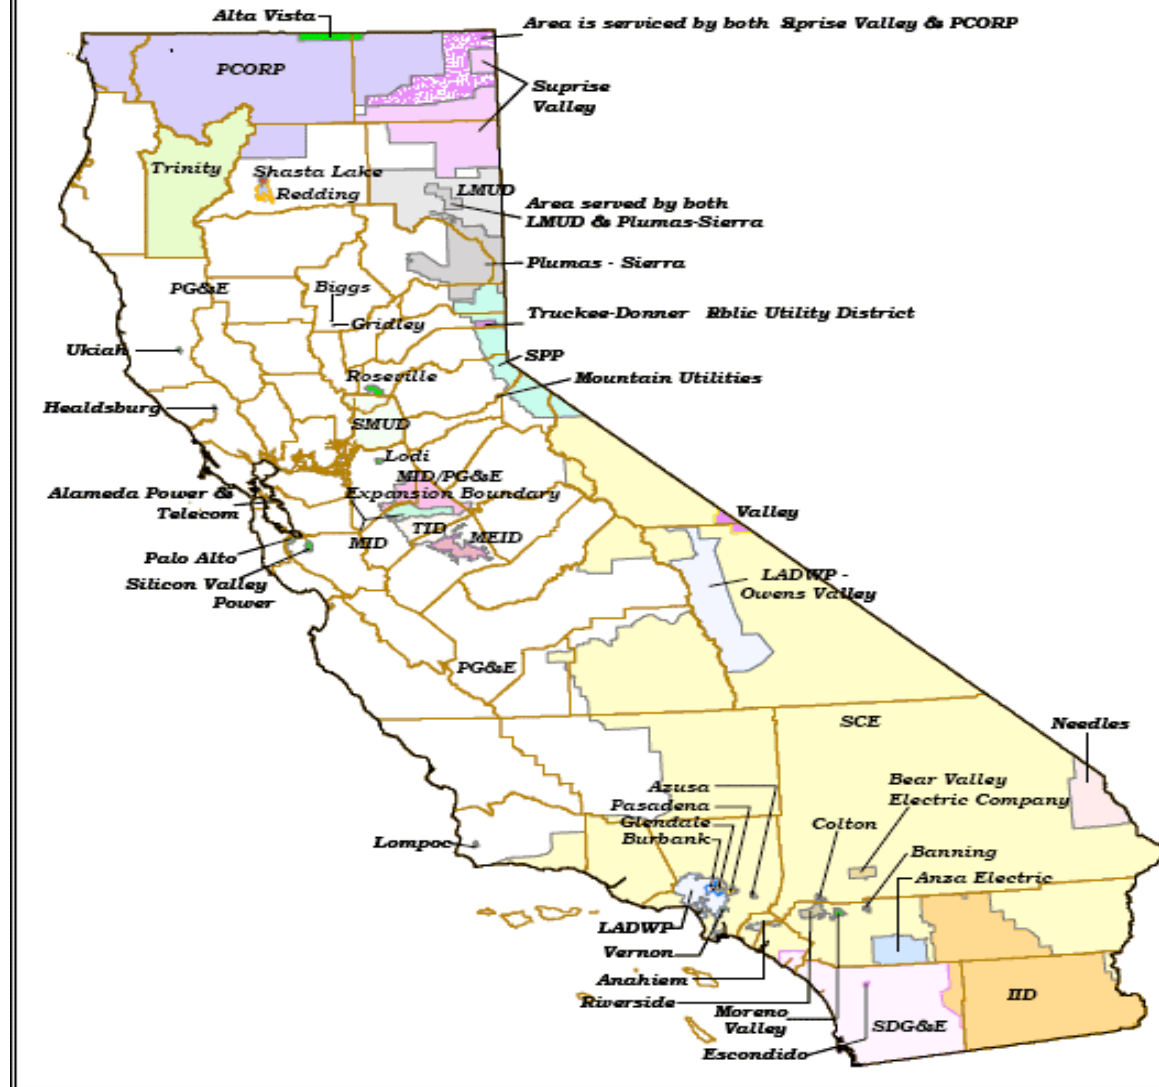 Alta Vista
Area is serviced by both Siprise Valley & PCORP
PCORP
Suprise
Valley
Trinity
Shasta Lake
Redding
LMUD
Area served by both
LMUD & Plumas-Sierra
Plumas - Sierra
PG&E
Biggs
Gridley
Truckee-Donner Rblic Utility District
Ukiah
SPP
Roseville
Mountain Utilities
Healdsburg
SMUD
Lodi
MID/PG&E
Expansion Boundary
Alameda Power &
Telecom
Valley
TID
MID
MEID
Palo Alto
Silicon Valley
Power
LADWP -
Owens Valley
PG&E
SCE
Needles
Azusa
Pasadena
Glendale
Burbank
Bear Valley
Electric Company
Colton
Lompoc
Banning
Anza Electric
LADWP
Vernon
Anahiem
Riverside
Moreno
Valley
IID
SDG&E
Escondido